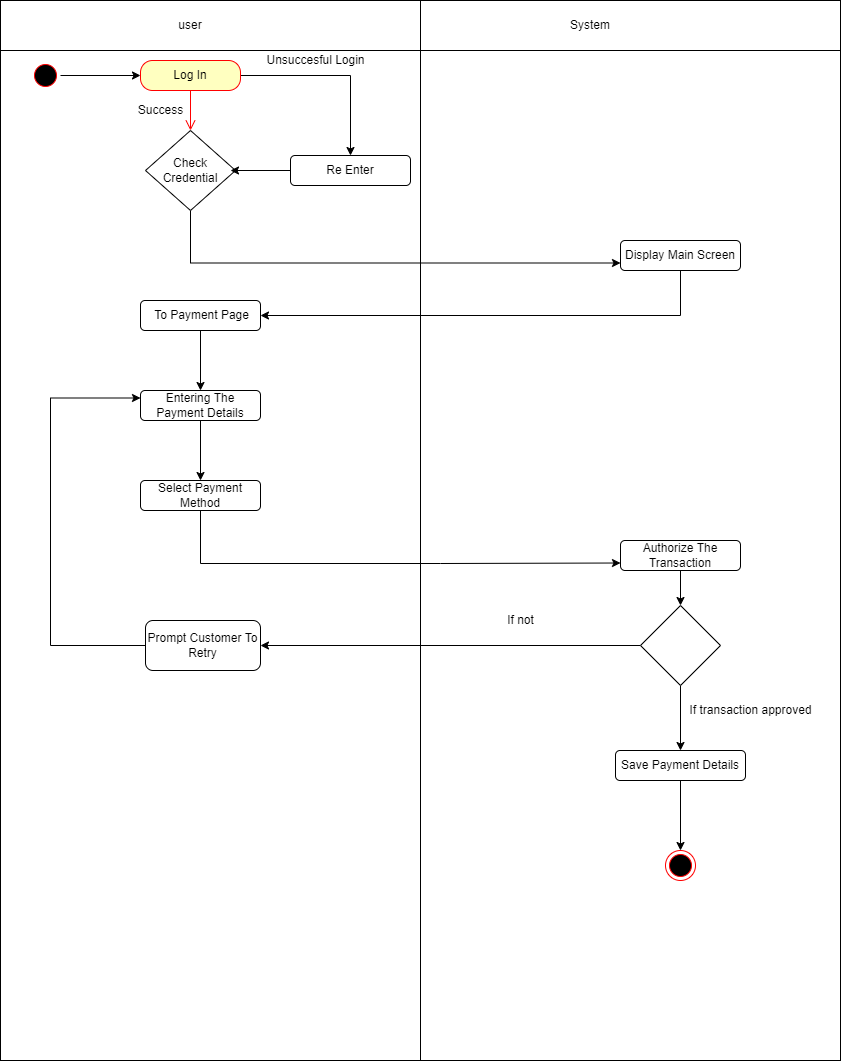 user
System
Unsuccesful Login
Log In
Success
Check
Credential
Re Enter
Display Main Screen
To Payment Page
Entering The
Payment Details
Select Payment
Method
Authorize The
Transaction
If not
Prompt Customer To
Retry
If transaction approved
Save Payment Details